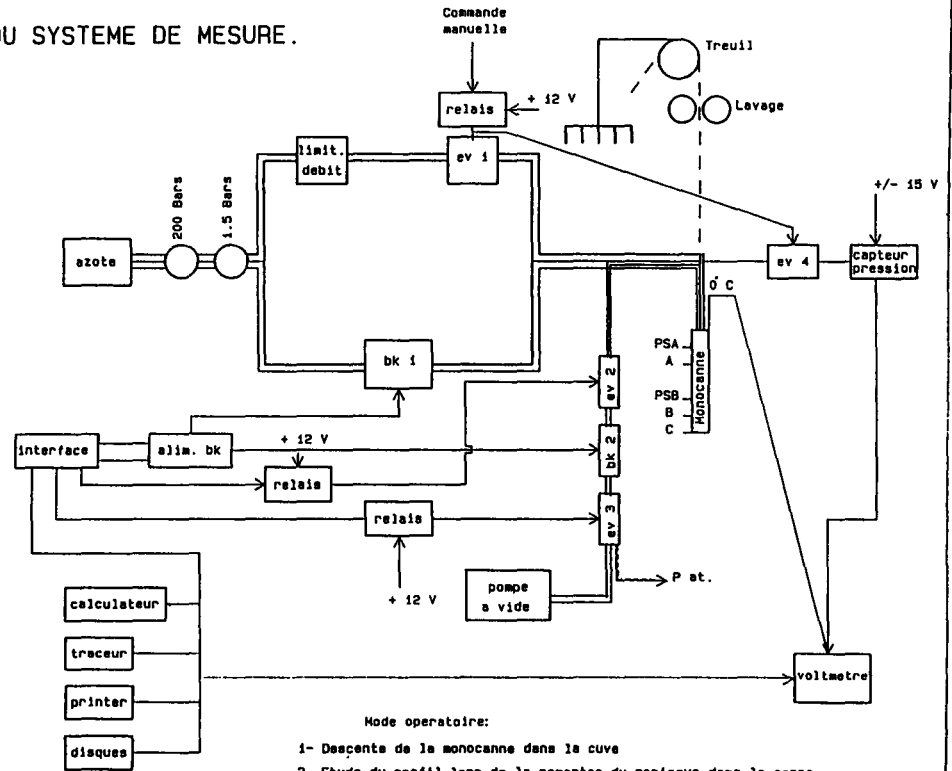 DU SYSTEME DE MESURE.
Commande
manuelle
Treuil
relais
+ 12 V
Lavage
limit.
debit
ev 1
200 Bars
1.5 Bars
+/- 15 V
azote
ev 4
capteur
pression
0° C
PSA
A
PSB
B
C
Monocanne
bk 1
ev 2
interface
alim. bk
+ 12 V
relais
bk 2
relais
ev 3
+ 12 V
pompe
a vide
P at.
calculateur
traceur
printer
disques
voltmetre
Mode operatoire:
1- Descente de la monocanne dans la cuve